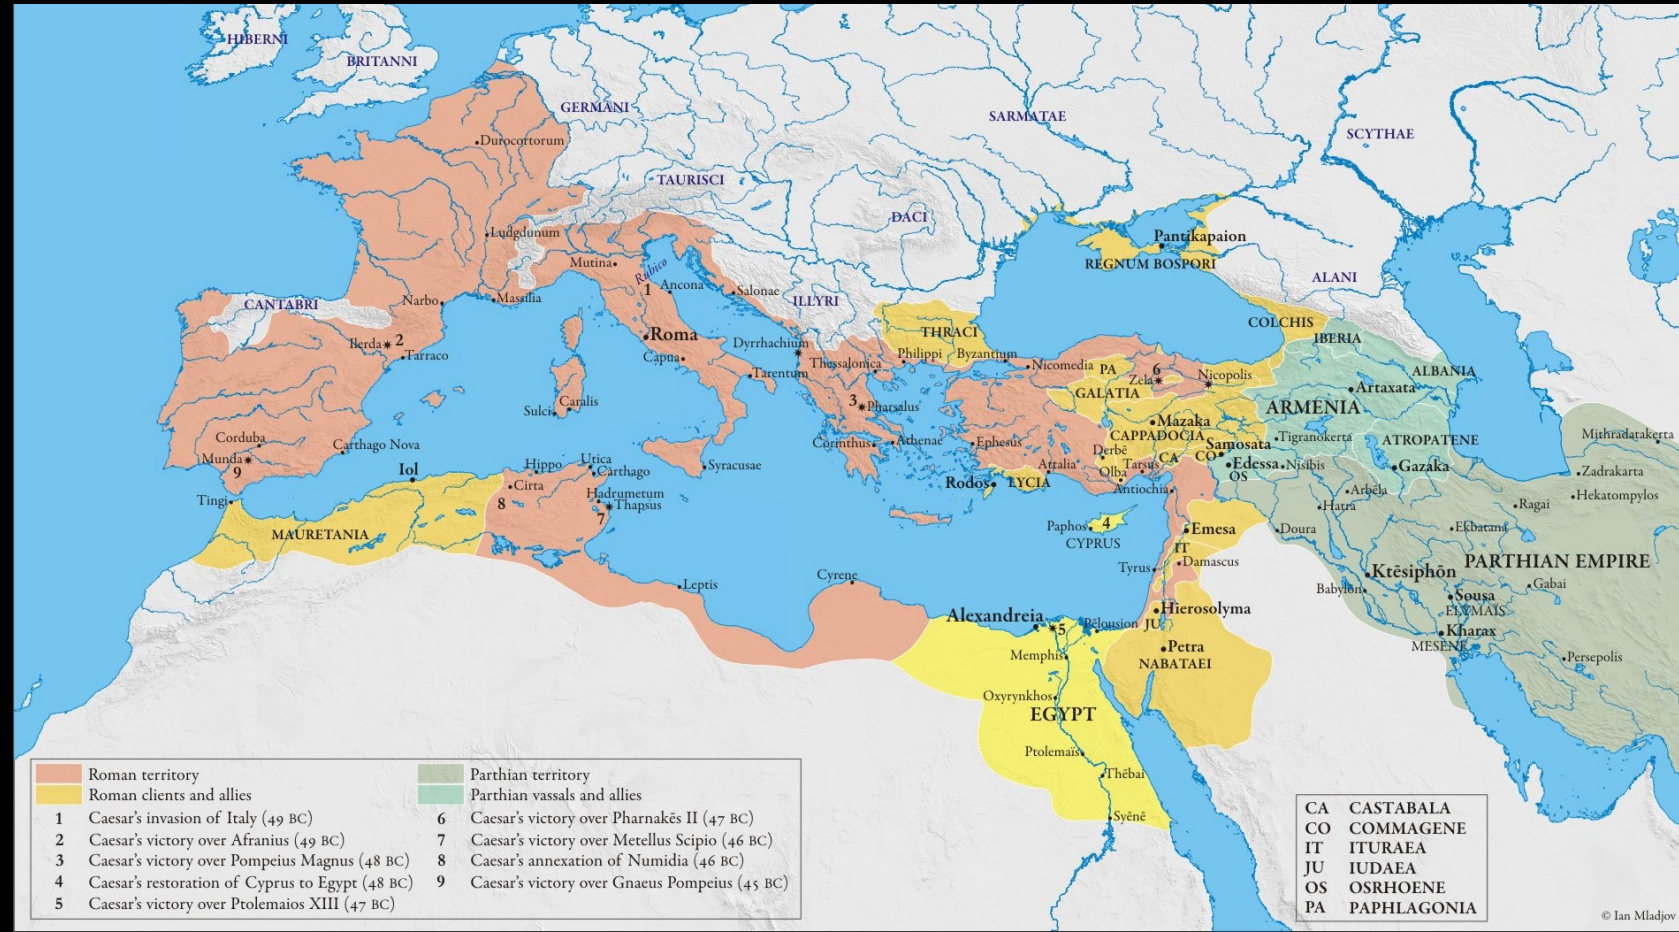 HIBERNI
BRITANNI
GERMANI
SARMATAE
SCYTHAE
Durocortorum
TAURISCI
DACI
Ludgdunum
Pantikapaion
REGNUM BOSPORI
Mutina
Rubico
ALANI
1
Ancona
Salonae
ILLYRI
CANTABRI
Narbo
Massilia
COLCHIS
THRACI
IBERIA
Roma
Ilerda
2
Tarraco
Capua
Dyrrhachium
Thessalonica
Philippi
Byzantium
Nicomedia
PA
6
Zela
Nicopolis
ALBANIA
Tarentum
GALATIA
Artaxata
Sulci
Caralis
3
Pharsalus
ARMENIA
Mazaka
CAPPADOCIA
Corduba
Carthago Nova
Corinthus
Athenae
Ephesus
Derbē
Samosata
Tigranokerta
ATROPATENE
Mithradatakerta
Munda
9
Iol
Hippo
Utica
Carthago
Syracusae
Attalia
Olba
Tarsus
CA
CO
Edessa
OS
Nisibis
Gazaka
Zadrakarta
Cirta
Rodos
LYCIA
Antiochia
Arbēla
Hekatompylos
Tingi
8
Hadrumetum
Thapsus
7
Hatra
Ragai
MAURETANIA
Paphos
4
CYPRUS
Emesa
Doura
Ekbatana
IT
Damascus
Tyrus
PARTHIAN EMPIRE
Ktēsiphōn
Leptis
Cyrene
Babylōn
Gabai
Sousa
ELYMAIS
Alexandreia
5
Pēlousion
JU
Hierosolyma
Kharax
MESENE
Memphis
Petra
NABATAEI
Persepolis
Oxyrynkhos
EGYPT
Ptolemaïs
Thēbai
Syēnē
Roman territory
Roman clients and allies
1 Caesar's invasion of Italy (49 BC)
2 Caesar's victory over Afranius (49 BC)
3 Caesar's victory over Pompeius Magnus (48 BC)
4 Caesar's restoration of Cyprus to Egypt (48 BC)
5 Caesar's victory over Ptolemaios XIII (47 BC)
Parthian territory
Parthian vassals and allies
6 Caesar's victory over Pharnakēs II (47 BC)
7 Caesar's victory over Metellus Scipio (46 BC)
8 Caesar's annexation of Numidia (46 BC)
9 Caesar's victory over Gnaeus Pompeius (45 BC)
CA CASTABALA
CO COMMAGENE
IT ITURAEA
JU IUDAEA
OS OSRHOENE
PA PAPHLAGONIA
© Ian Mladjov